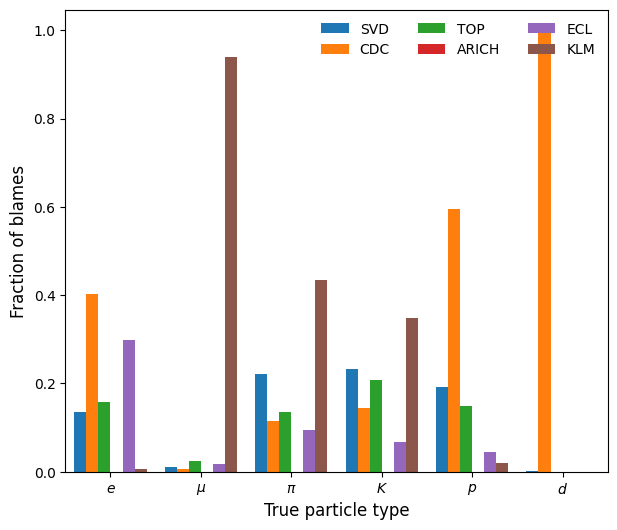 SVD TOP ECL
CDC ARICH KLM
1.0
0.8
0.6
0.4
0.2
0.0
Fraction of blames
e μ π K p d
True particle type